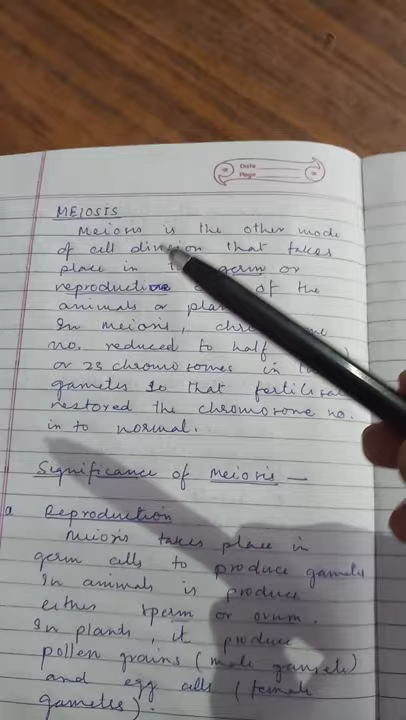 Date
Page
MEIOSIS
Meiosis is the other mode
of cell division that takes
place in germ or
reproductive of the
animals or
In meiosis,
no. reduced to half
or 23 chromosomes in
gametes so that
restored the chromosome no.
in to normal.
Significance of Meiosis —
a Reproduction
Meiosis takes place in
germ cells to produce gametes
In animals is produce
either sperm or ovum.
In plants, it produce
pollen grains (male gamete)
and egg cells (female
gametes).